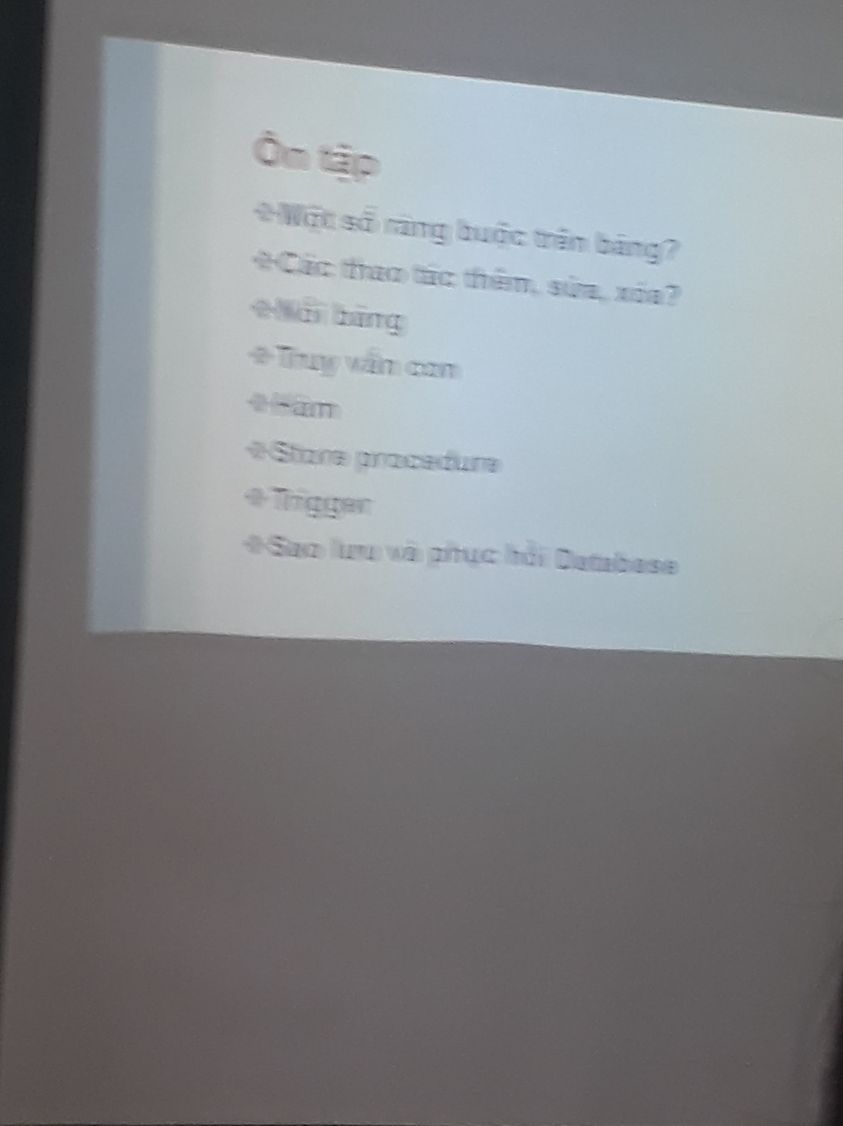 Ôn tập
❖Một số ràng buộc trên bảng?
❖Các thao tác thêm, sửa, xóa?
❖Nối bảng
❖Truy vấn con
❖Hàm
❖Store procedure
❖Trigger
❖Sao lưu và phục hồi Database